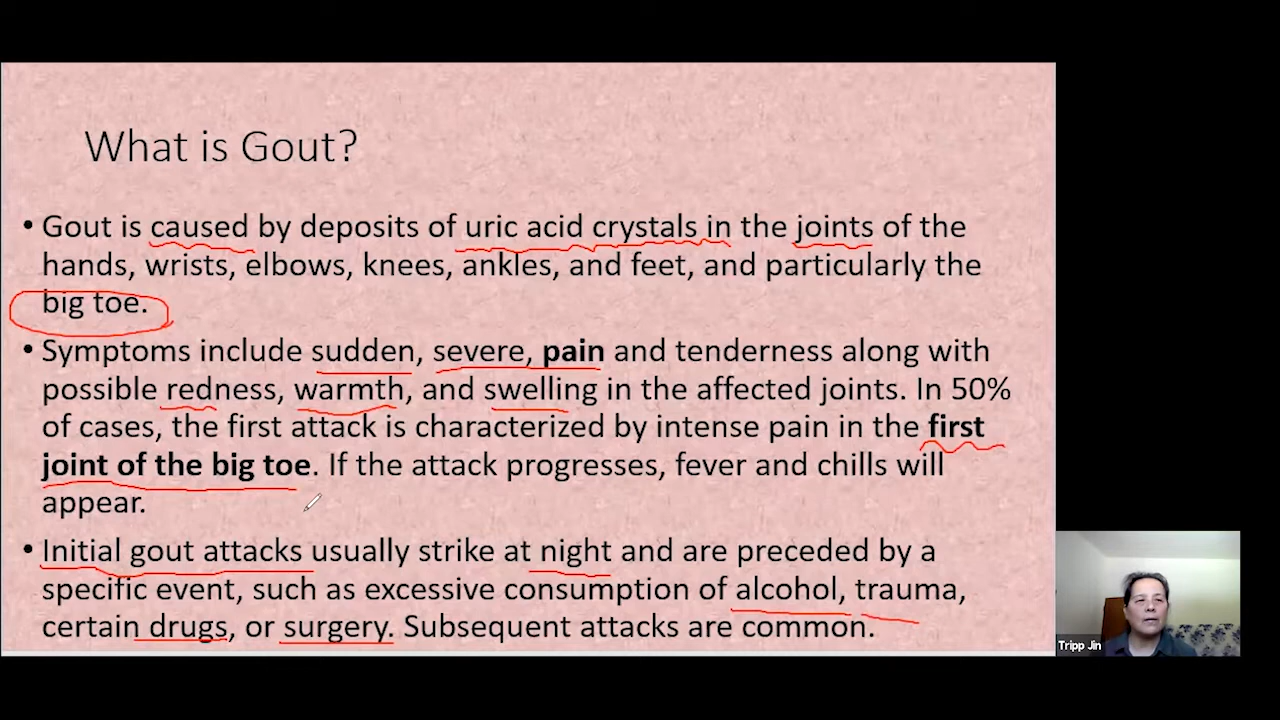 What is Gout?
• Gout is caused by deposits of uric acid crystals in the joints of the
hands, wrists, elbows, knees, ankles, and feet, and particularly the
big toe.
• Symptoms include sudden, severe, pain and tenderness along with
possible redness, warmth, and swelling in the affected joints. In 50%
of cases, the first attack is characterized by intense pain in the first
joint of the big toe. If the attack progresses, fever and chills will
appear.
• Initial gout attacks usually strike at night and are preceded by a
specific event, such as excessive consumption of alcohol, trauma,
certain drugs, or surgery. Subsequent attacks are common.
Tripp Jin